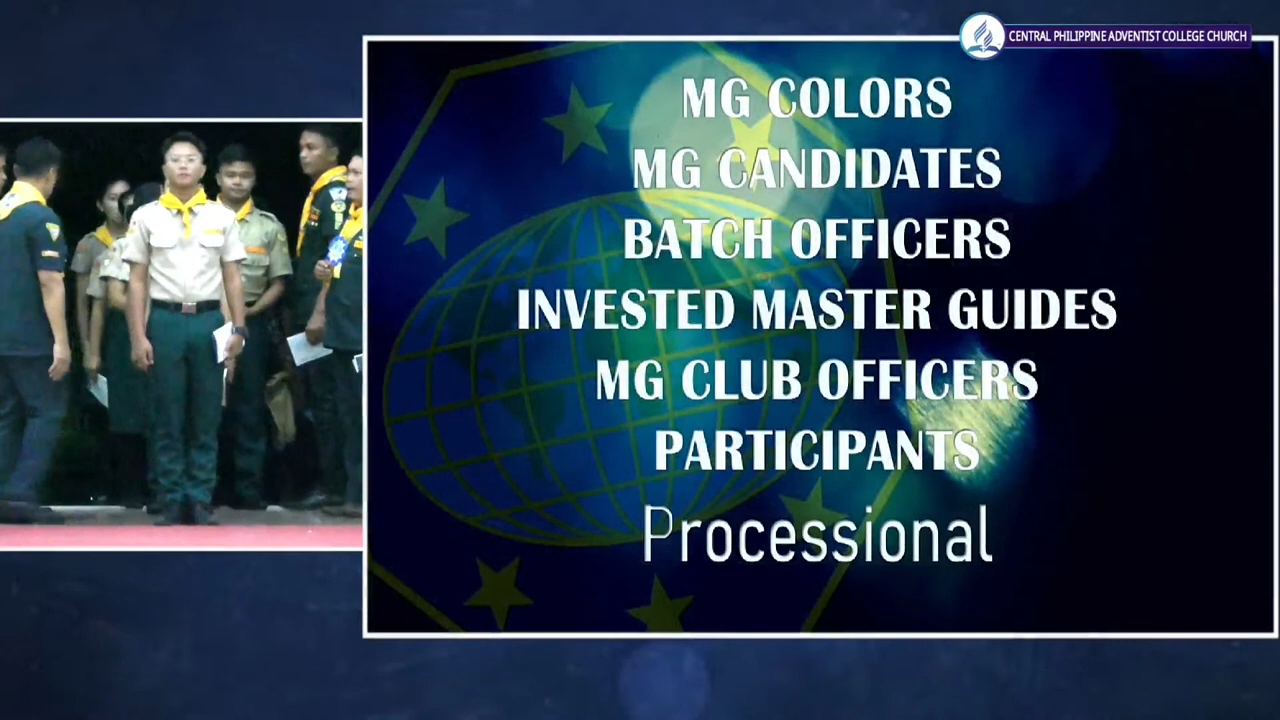 CENTRAL PHILIPPINE ADVENTIST COLLEGE CHURCH
MG COLORS
MG CANDIDATES
BATCH OFFICERS
INVESTED MASTER GUIDES
MG CLUB OFFICERS
PARTICIPANTS
Processional